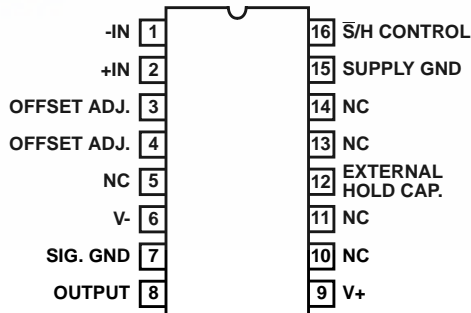 -IN 1
+IN 2
OFFSET ADJ. 3
OFFSET ADJ. 4
NC 5
V- 6
SIG. GND 7
OUTPUT 8
16 S̅/H CONTROL
15 SUPPLY GND
14 NC
13 NC
12 EXTERNAL
HOLD CAP.
11 NC
10 NC
9 V+